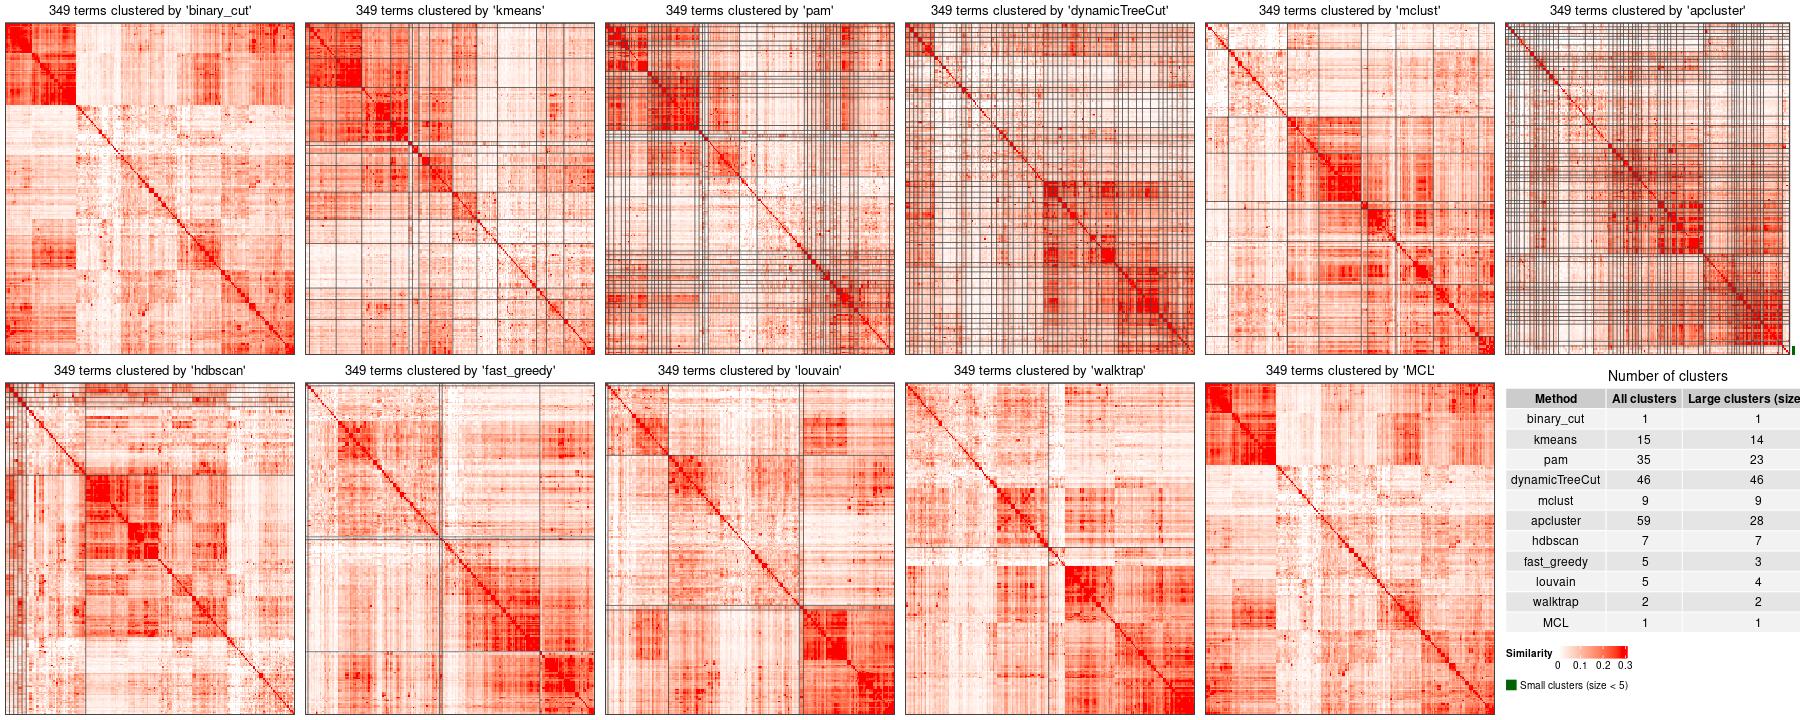 349 terms clustered by 'binary_cut'
349 terms clustered by 'kmeans'
349 terms clustered by 'pam'
349 terms clustered by 'dynamicTreeCut'
349 terms clustered by 'mclust'
349 terms clustered by 'apcluster'
349 terms clustered by 'hdbscan'
349 terms clustered by 'fast_greedy'
349 terms clustered by 'louvain'
349 terms clustered by 'walktrap'
349 terms clustered by 'MCL'
Number of clusters
Method All clusters Large clusters (size
binary_cut 1 1
kmeans 15 14
pam 35 23
dynamicTreeCut 46 46
mclust 9 9
apcluster 59 28
hdbscan 7 7
fast_greedy 5 3
louvain 5 4
walktrap 2 2
MCL 1 1
Similarity
0 0.1 0.2 0.3
Small clusters (size < 5)